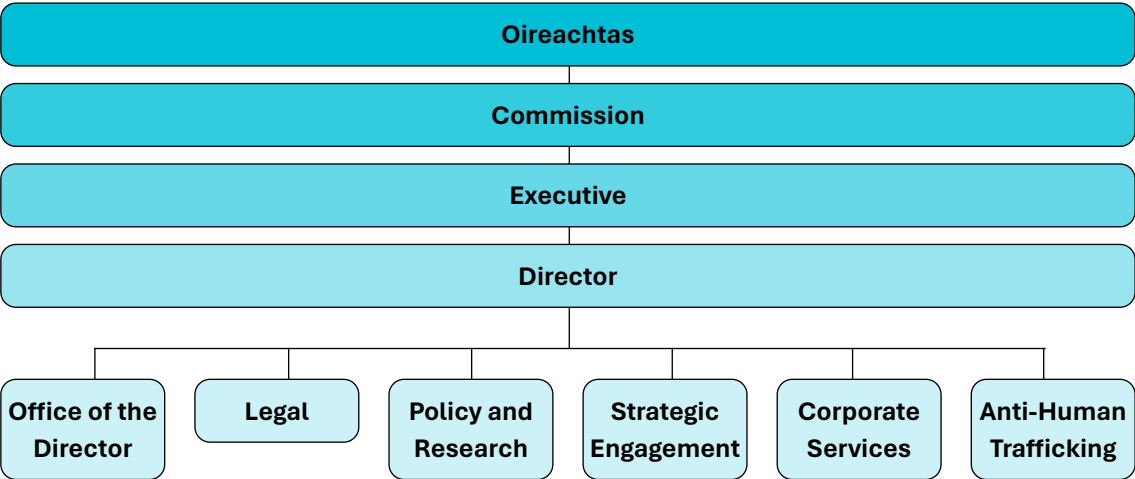 Oireachtas
Commission
Executive
Director
Office of the
Director
Legal
Policy and
Research
Strategic
Engagement
Corporate
Services
Anti-Human
Trafficking